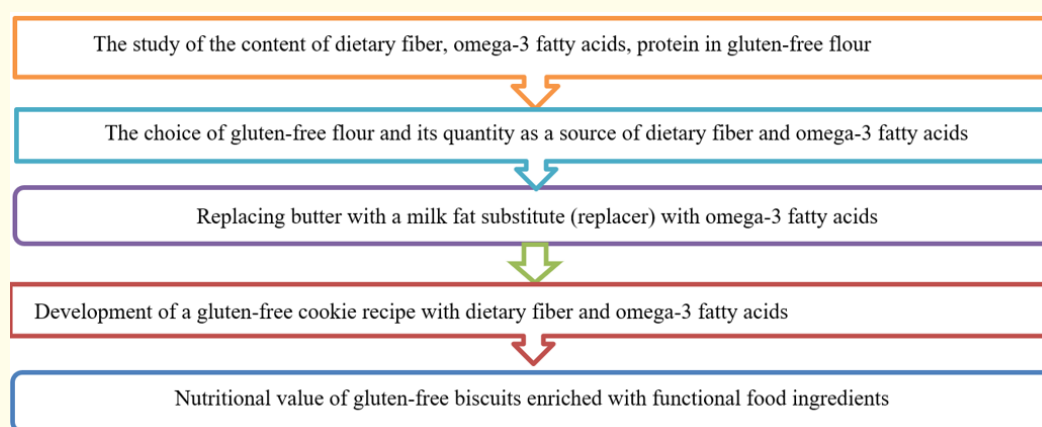 The study of the content of dietary fiber, omega-3 fatty acids, protein in gluten-free flour
The choice of gluten-free flour and its quantity as a source of dietary fiber and omega-3 fatty acids
Replacing butter with a milk fat substitute (replacer) with omega-3 fatty acids
Development of a gluten-free cookie recipe with dietary fiber and omega-3 fatty acids
Nutritional value of gluten-free biscuits enriched with functional food ingredients